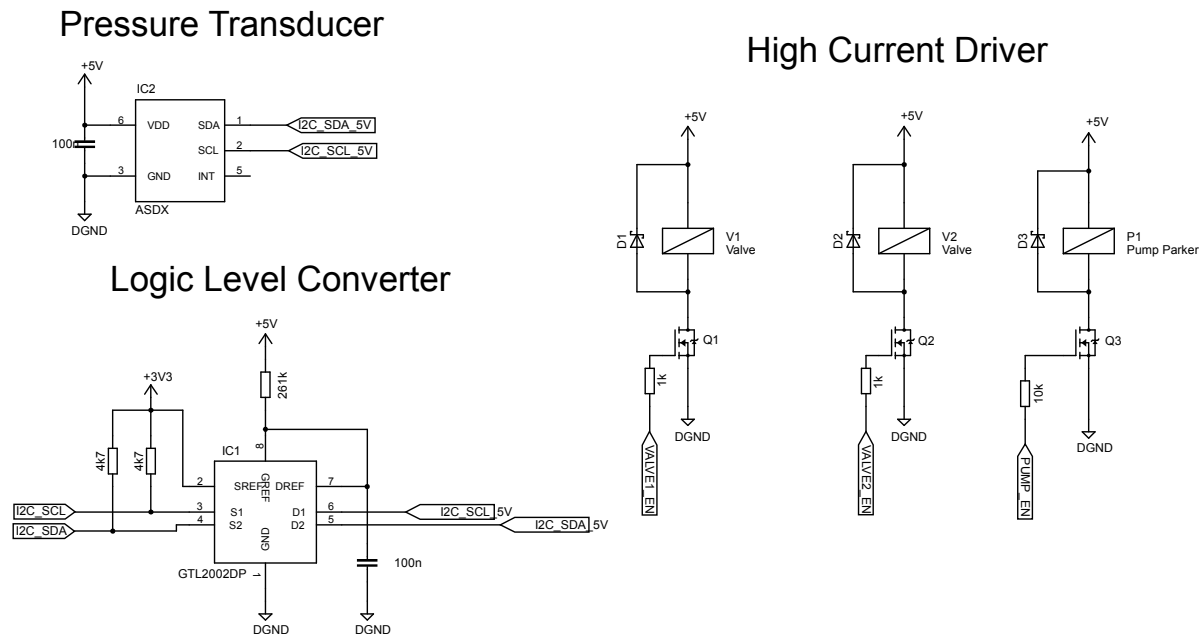 Pressure Transducer
+5V
IC2
6 VDD SDA 1 I2C_SDA_5V
100n
SCL 2 I2C_SCL_5V
3 GND INT 5
ASDX
DGND
Logic Level Converter
+5V
261k
+3V3
4k7
4k7
IC1
8
GREF
2 SREF DREF 7
I2C_SCL 3 S1 D1 6 I2C_SCL_5V
I2C_SDA 4 S2 D2 5 I2C_SDA_5V
GND
GTL2002DP 1
100n
DGND
DGND
High Current Driver
+5V
D1
V1
Valve
Q1
1k
DGND
VALVE1_EN
+5V
D2
V2
Valve
Q2
1k
DGND
VALVE2_EN
+5V
D3
P1
Pump Parker
Q3
10k
DGND
PUMP_EN